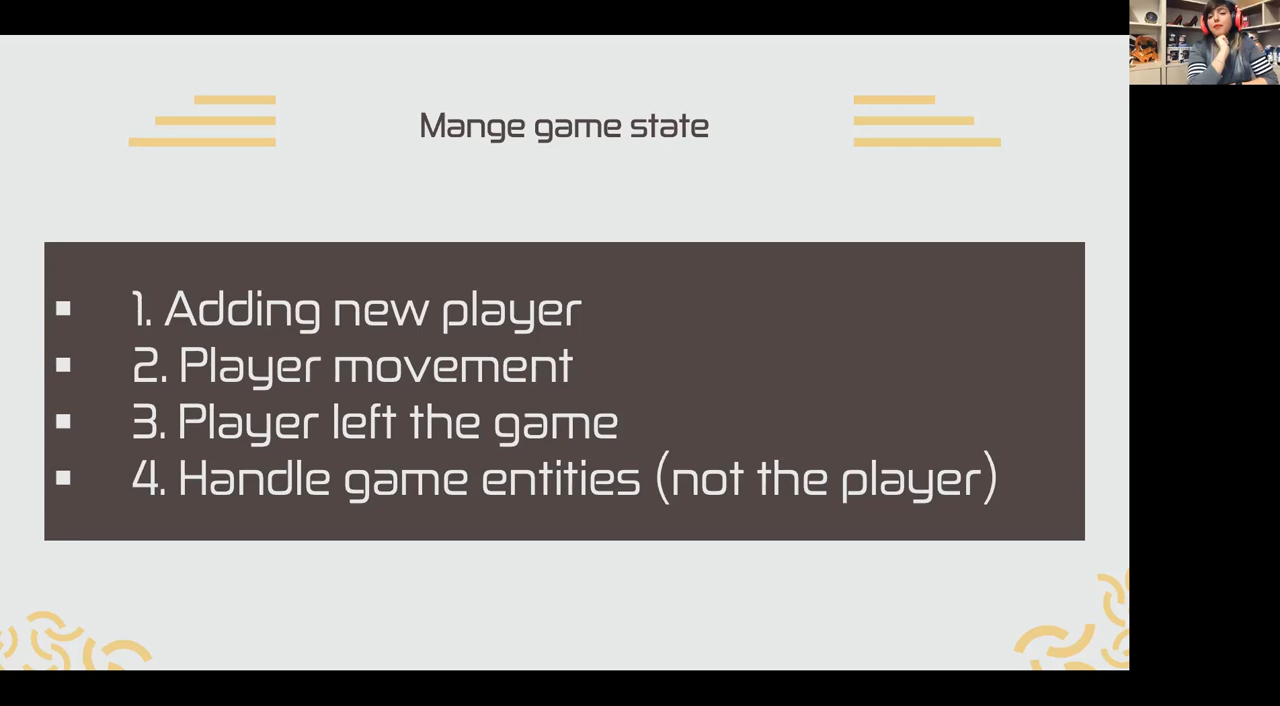 Mange game state
1. Adding new player
2. Player movement
3. Player left the game
4. Handle game entities (not the player)